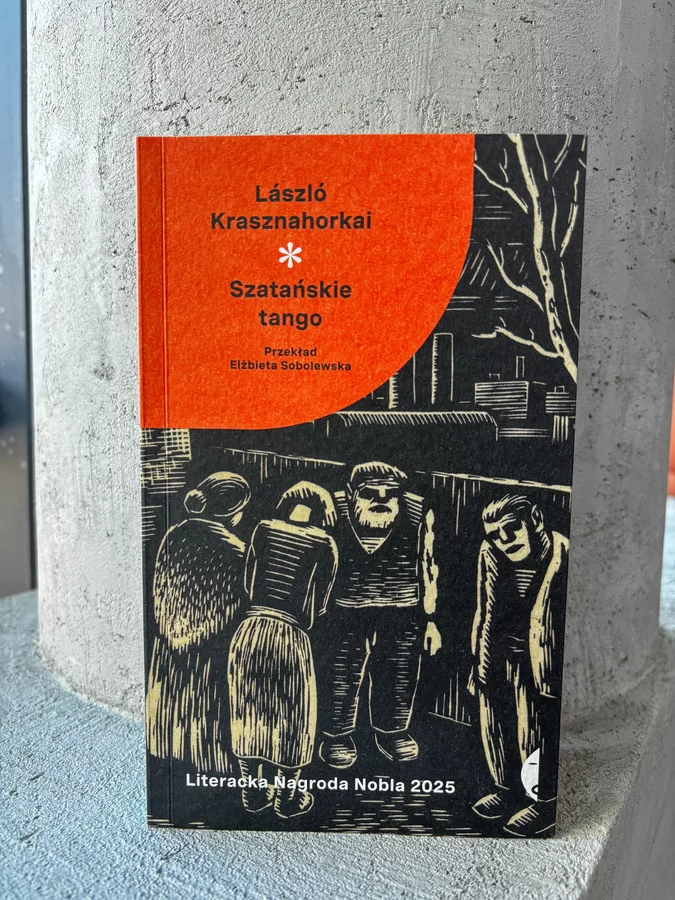 László
Krasznahorkai
*
Szatańskie
tango
Przekład
Elżbieta Sobolewska
Literacka Nagroda Nobla 2025